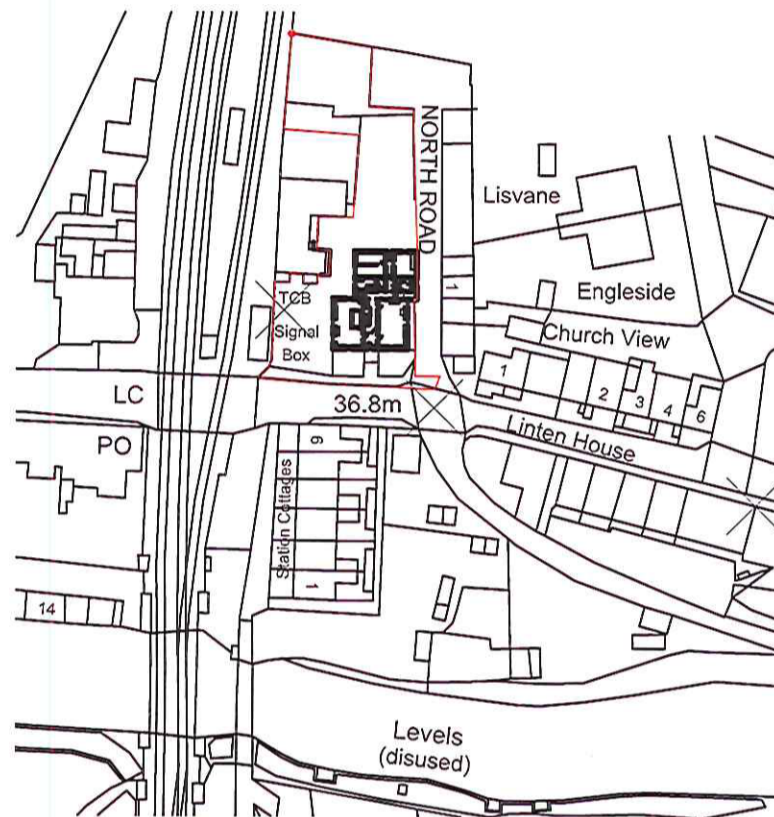 NORTH ROAD
Lisvane
1
Engleside
TCB
Signal
Box
Church View
1
2
3
4
6
LC
36.8m
Linten House
PO
6
Station Cottages
1
14
Levels
(disused)